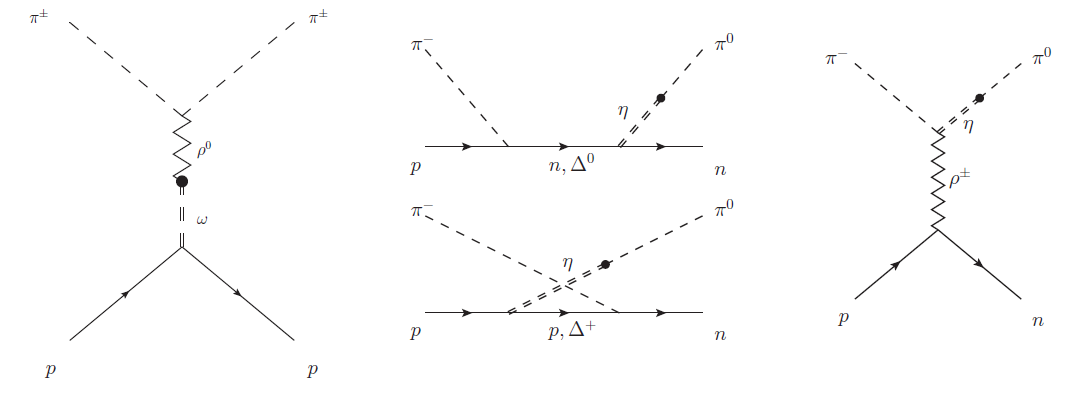 π± π±
ρ⁰
ω
p p
π⁻ π⁰
η
p n, Δ⁰ n
π⁻ π⁰
η
p p, Δ⁺ n
π⁻ π⁰
η
ρ±
p n